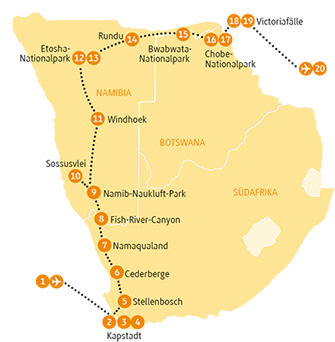 18 19 Victoriafälle
Rundu
Bwabwata-
Nationalpark
Etosha-
Nationalpark
14
15
16 17
12 13
Chobe-
Nationalpark
20
NAMIBIA
11
Windhoek
BOTSWANA
Sossusvlei
10
9 Namib-Naukluft-Park
SÜDAFRIKA
8 Fish-River-Canyon
7 Namaqualand
6 Cederberge
1
5 Stellenbosch
2 3 4
Kapstadt